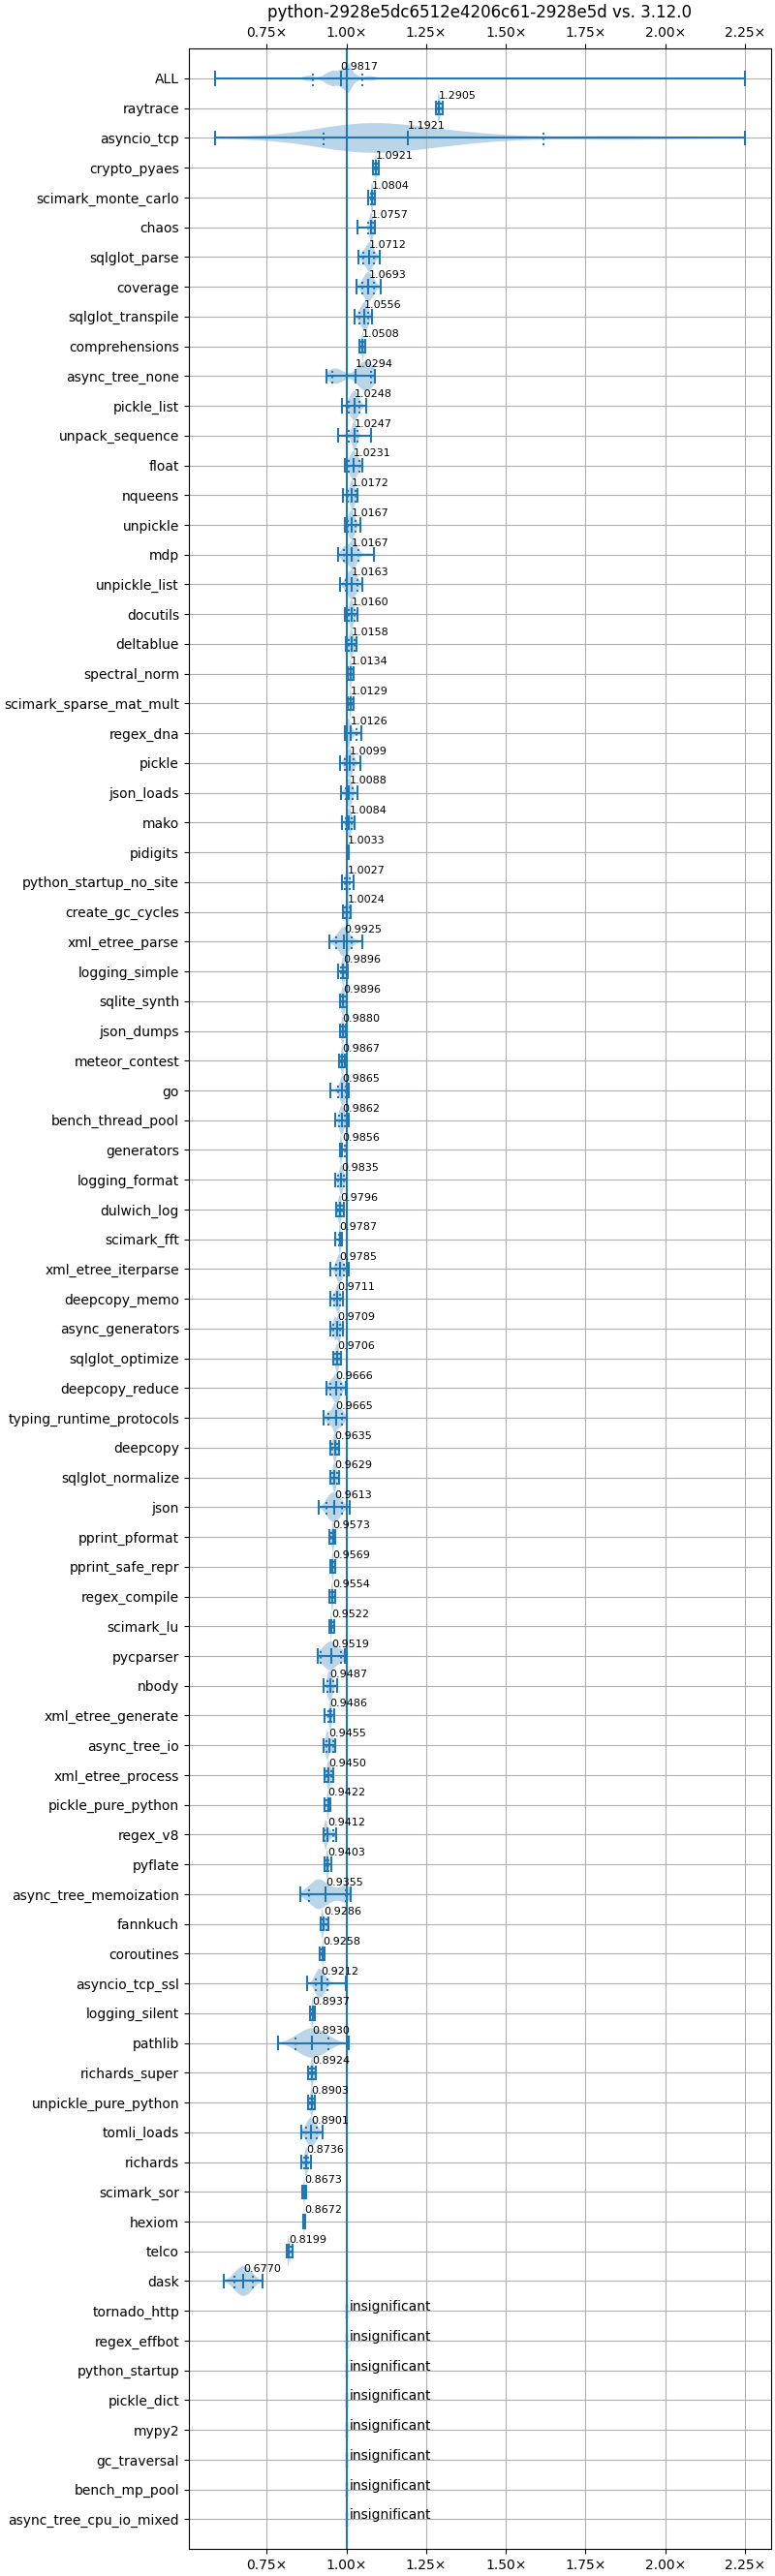 python-2928e5dc6512e4206c61-2928e5d vs. 3.12.0
0.75× 1.00× 1.25× 1.50× 1.75× 2.00× 2.25×
ALL 0.9817
raytrace 1.2905
asyncio_tcp 1.1921
crypto_pyaes 1.0921
scimark_monte_carlo 1.0804
chaos 1.0757
sqlglot_parse 1.0712
coverage 1.0693
sqlglot_transpile 1.0556
comprehensions 1.0508
async_tree_none 1.0294
pickle_list 1.0248
unpack_sequence 1.0247
float 1.0231
nqueens 1.0172
unpickle 1.0167
mdp 1.0167
unpickle_list 1.0163
docutils 1.0160
deltablue 1.0158
spectral_norm 1.0134
scimark_sparse_mat_mult 1.0129
regex_dna 1.0126
pickle 1.0099
json_loads 1.0088
mako 1.0084
pidigits 1.0033
python_startup_no_site 1.0027
create_gc_cycles 1.0024
xml_etree_parse 0.9925
logging_simple 0.9896
sqlite_synth 0.9896
json_dumps 0.9880
meteor_contest 0.9867
go 0.9865
bench_thread_pool 0.9862
generators 0.9856
logging_format 0.9835
dulwich_log 0.9796
scimark_fft 0.9787
xml_etree_iterparse 0.9785
deepcopy_memo 0.9711
async_generators 0.9709
sqlglot_optimize 0.9706
deepcopy_reduce 0.9666
typing_runtime_protocols 0.9665
deepcopy 0.9635
sqlglot_normalize 0.9629
json 0.9613
pprint_pformat 0.9573
pprint_safe_repr 0.9569
regex_compile 0.9554
scimark_lu 0.9522
pycparser 0.9519
nbody 0.9487
xml_etree_generate 0.9486
async_tree_io 0.9455
xml_etree_process 0.9450
pickle_pure_python 0.9422
regex_v8 0.9412
pyflate 0.9403
async_tree_memoization 0.9355
fannkuch 0.9286
coroutines 0.9258
asyncio_tcp_ssl 0.9212
logging_silent 0.8937
pathlib 0.8930
richards_super 0.8924
unpickle_pure_python 0.8903
tomli_loads 0.8901
richards 0.8736
scimark_sor 0.8673
hexiom 0.8672
telco 0.8199
dask 0.6770
tornado_http insignificant
regex_effbot insignificant
python_startup insignificant
pickle_dict insignificant
mypy2 insignificant
gc_traversal insignificant
bench_mp_pool insignificant
async_tree_cpu_io_mixed insignificant
0.75× 1.00× 1.25× 1.50× 1.75× 2.00× 2.25×